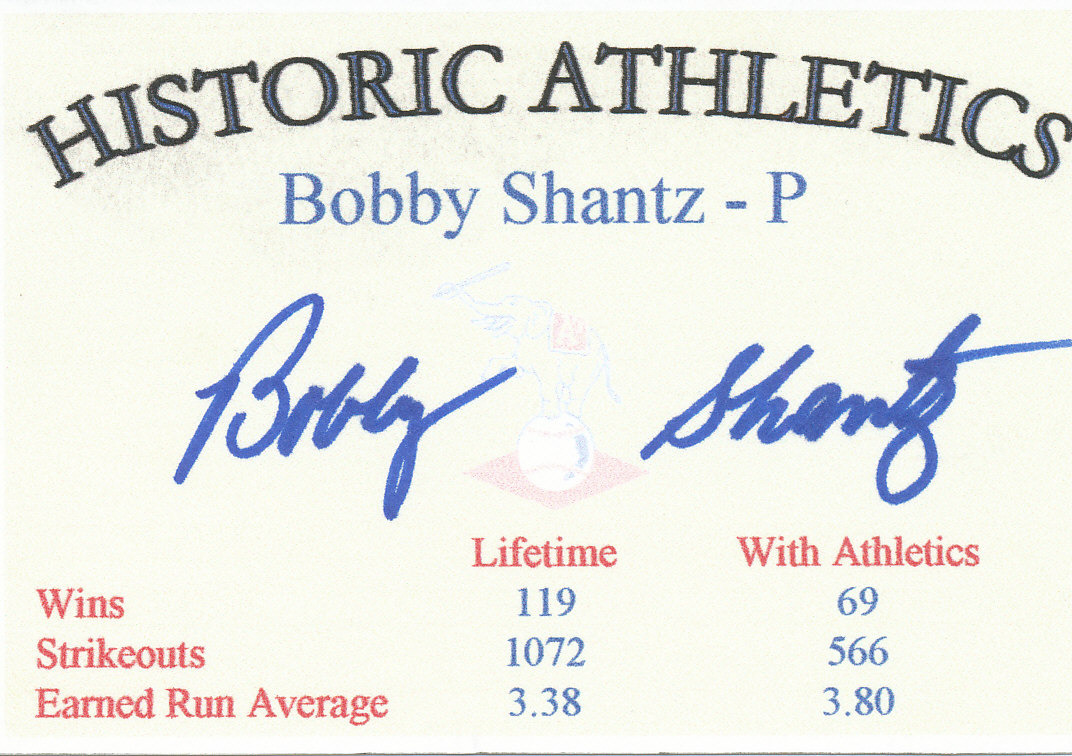 HISTORIC ATHLETICS
Bobby Shantz - P
Bobby Shantz
Lifetime With Athletics
Wins 119 69
Strikeouts 1072 566
Earned Run Average 3.38 3.80